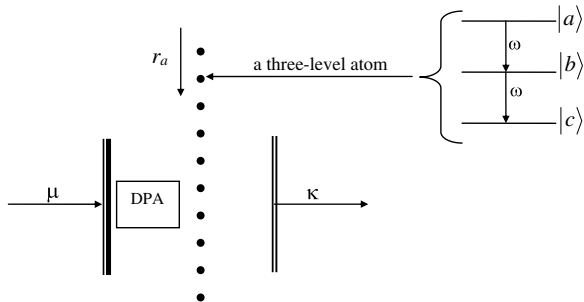 |a⟩
ω
r_a
a three-level atom
|b⟩
ω
|c⟩
μ
DPA
κ